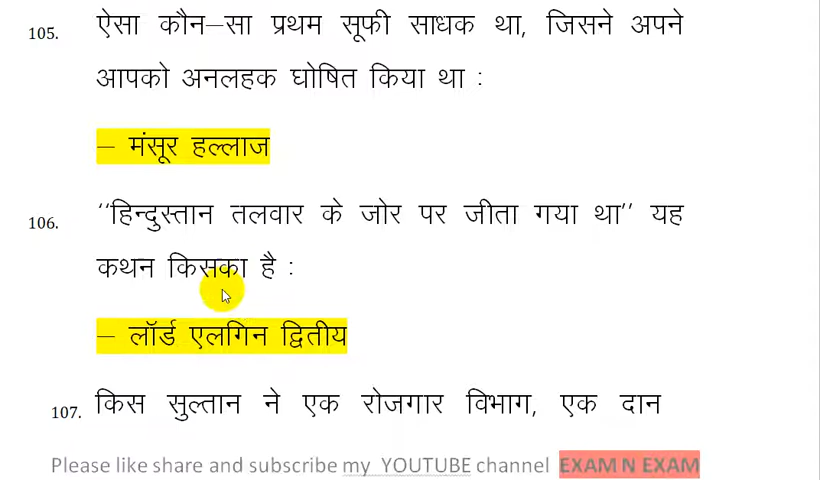 105. ऐसा कौन–सा प्रथम सूफी साधक था, जिसने अपने
आपको अनलहक घोषित किया था :
– मंसूर हल्लाज
106. ‘‘हिन्दुस्तान तलवार के जोर पर जीता गया था’’ यह
कथन किसका है :
– लॉर्ड एलगिन द्वितीय
107. किस सुल्तान ने एक रोजगार विभाग, एक दान
Please like share and subscribe my YOUTUBE channel EXAM N EXAM